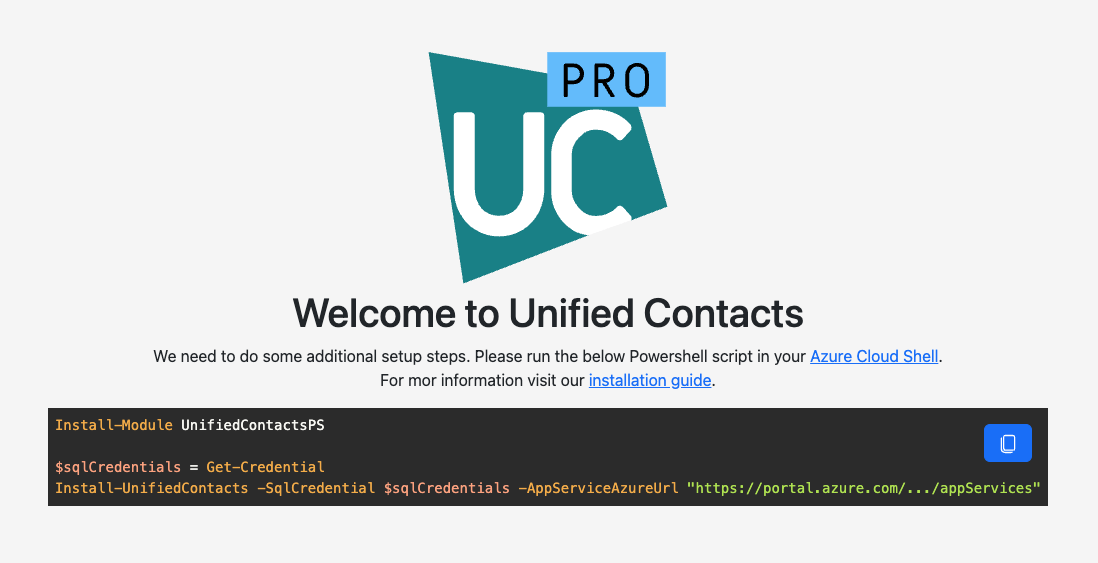 PRO
UC
Welcome to Unified Contacts
We need to do some additional setup steps. Please run the below Powershell script in your Azure Cloud Shell.
For mor information visit our installation guide.
Install-Module UnifiedContactsPS
$sqlCredentials = Get-Credential
Install-UnifiedContacts -SqlCredential $sqlCredentials -AppServiceAzureUrl "https://portal.azure.com/.../appServices"